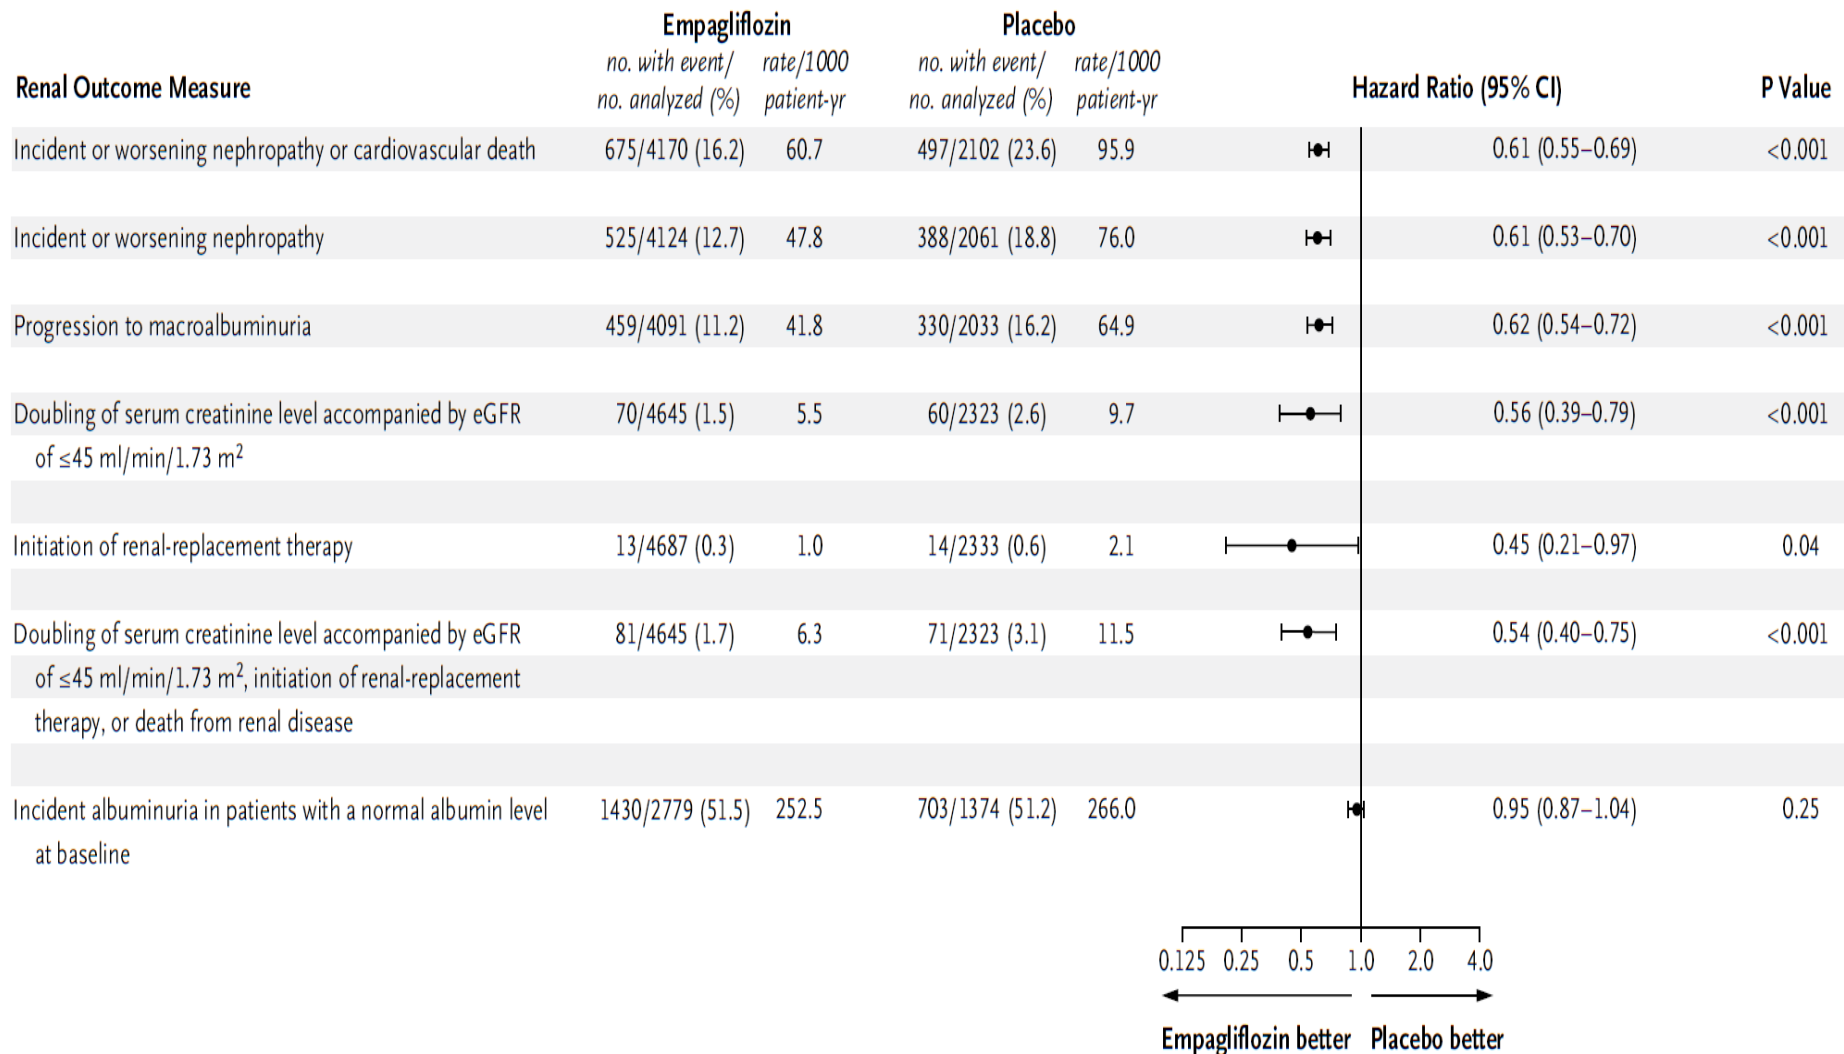 Empagliflozin Placebo
no. with event/ rate/1000 no. with event/ rate/1000
Renal Outcome Measure no. analyzed (%) patient-yr no. analyzed (%) patient-yr Hazard Ratio (95% CI) P Value
Incident or worsening nephropathy or cardiovascular death 675/4170 (16.2) 60.7 497/2102 (23.6) 95.9 0.61 (0.55–0.69) <0.001
Incident or worsening nephropathy 525/4124 (12.7) 47.8 388/2061 (18.8) 76.0 0.61 (0.53–0.70) <0.001
Progression to macroalbuminuria 459/4091 (11.2) 41.8 330/2033 (16.2) 64.9 0.62 (0.54–0.72) <0.001
Doubling of serum creatinine level accompanied by eGFR 70/4645 (1.5) 5.5 60/2323 (2.6) 9.7 0.56 (0.39–0.79) <0.001
of ≤45 ml/min/1.73 m²
Initiation of renal-replacement therapy 13/4687 (0.3) 1.0 14/2333 (0.6) 2.1 0.45 (0.21–0.97) 0.04
Doubling of serum creatinine level accompanied by eGFR 81/4645 (1.7) 6.3 71/2323 (3.1) 11.5 0.54 (0.40–0.75) <0.001
of ≤45 ml/min/1.73 m², initiation of renal-replacement
therapy, or death from renal disease
Incident albuminuria in patients with a normal albumin level 1430/2779 (51.5) 252.5 703/1374 (51.2) 266.0 0.95 (0.87–1.04) 0.25
at baseline
0.125 0.25 0.5 1.0 2.0 4.0
Empagliflozin better Placebo better